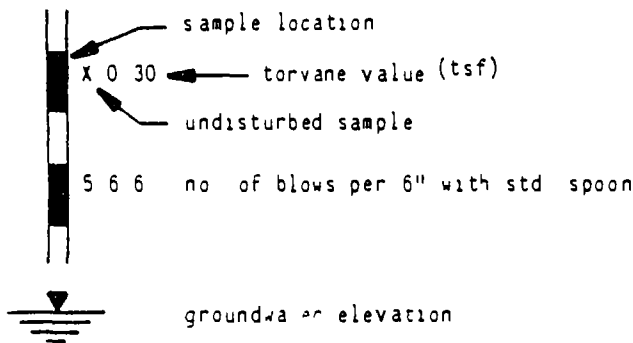 sample location
X 0 30 torvane value (tsf)
undisturbed sample
5 6 6 no of blows per 6" with std spoon
elevation